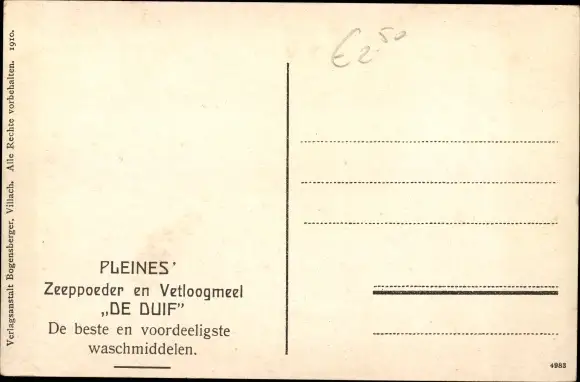 Verlagsanstalt Bogensberger, Villach. Alle Rechte vorbehalten. 1910.
€ 2.50
PLEINES'
Zeeppoeder en Vetloogmeel
„DE DUIF”
De beste en voordeeligste
waschmiddelen.
4983